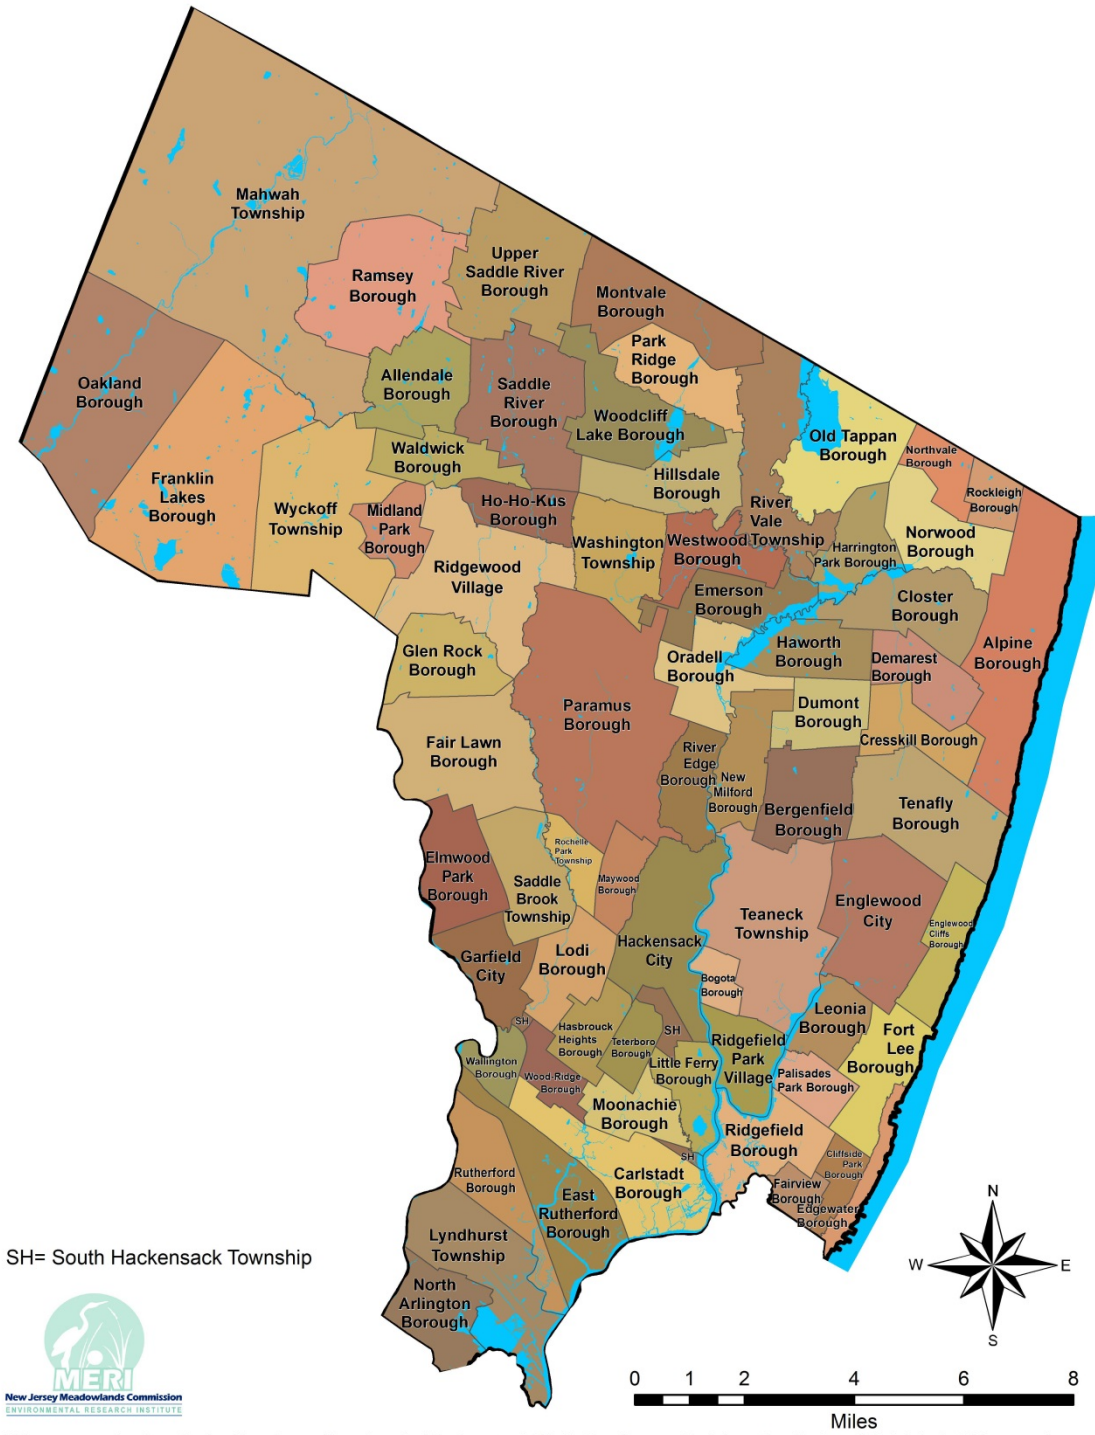 Mahwah
Township
Ramsey
Borough
Upper
Saddle River
Borough
Montvale
Borough
Park
Ridge
Borough
Oakland
Borough
Allendale
Borough
Saddle
River
Borough
Woodcliff
Lake Borough
Old Tappan
Borough
Northvale
Borough
Rockleigh
Borough
Waldwick
Borough
Hillsdale
Borough
Franklin
Lakes
Borough
Wyckoff
Township
Midland
Park
Borough
Ho-Ho-Kus
Borough
River
Vale
Township
Norwood
Borough
Ridgewood
Village
Washington
Township
Westwood
Borough
Harrington
Park Borough
Emerson
Borough
Closter
Borough
Alpine
Borough
Glen Rock
Borough
Oradell
Borough
Haworth
Borough
Demarest
Borough
Paramus
Borough
Dumont
Borough
Cresskill Borough
Fair Lawn
Borough
River
Edge
Borough
New
Milford
Borough
Bergenfield
Borough
Tenafly
Borough
Elmwood
Park
Borough
Rochelle
Park
Township
Maywood
Borough
Saddle
Brook
Township
Teaneck
Township
Englewood
City
Englewood
Cliffs
Borough
Garfield
City
Lodi
Borough
Hackensack
City
Bogota
Borough
Leonia
Borough
Fort
Lee
Borough
SH
Hasbrouck
Heights
Borough
Teterboro
Borough
SH
Ridgefield
Park
Village
Wallington
Borough
Wood-Ridge
Borough
Little Ferry
Borough
Palisades
Park Borough
Moonachie
Borough
Ridgefield
Borough
SH
Cliffside
Park
Borough
Rutherford
Borough
Carlstadt
Borough
Fairview
Borough
Edgewater
Borough
East
Rutherford
Borough
Lyndhurst
Township
North
Arlington
Borough
SH= South Hackensack Township
N
W E
S
MERI
New Jersey Meadowlands Commission
ENVIRONMENTAL RESEARCH INSTITUTE
0 1 2 4 6 8
Miles